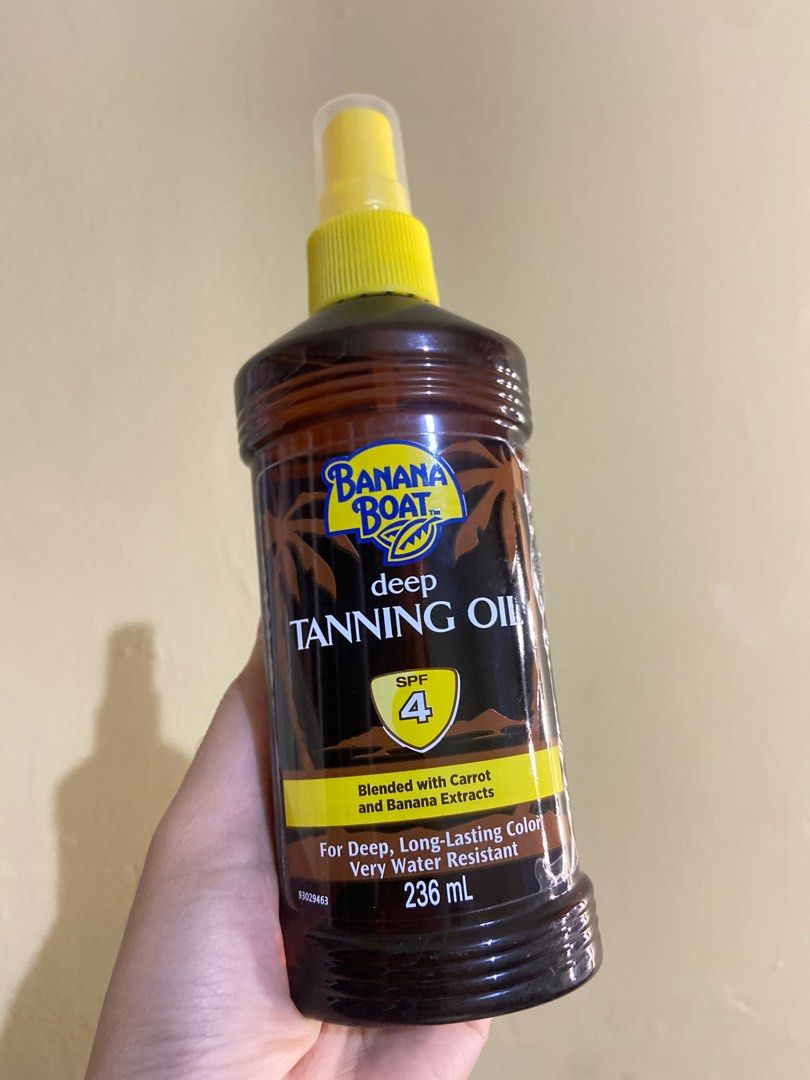 BANANA
BOAT™
deep
TANNING OIL
SPF
4
Blended with Carrot
and Banana Extracts
For Deep, Long-Lasting Color
Very Water Resistant
236 mL
93029463